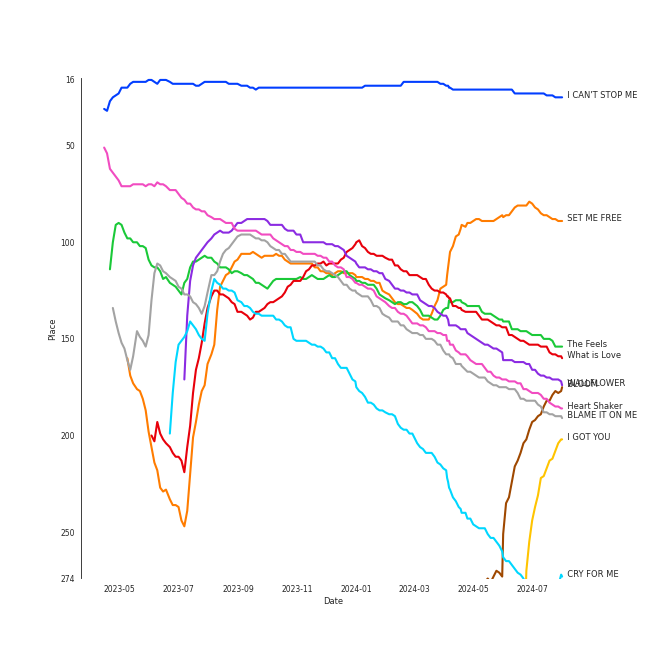 16
I CAN'T STOP ME
50
SET ME FREE
100
Place
150
The Feels
What is Love
WALLFLOWER
Heart Shaker
BLAME IT ON ME
200
I GOT YOU
250
274
CRY FOR ME
2023-05
2023-07
2023-09
2023-11
2024-01
2024-03
2024-05
2024-07
Date